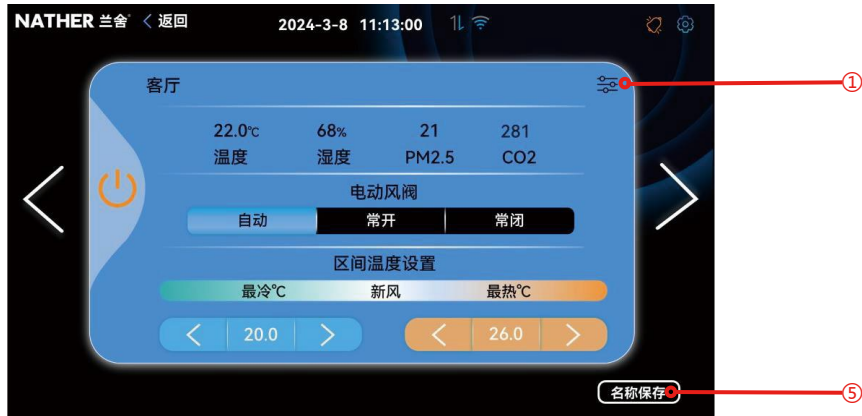 NATHER 兰舍 < 返回 2024-3-8 11:13:00
客厅
①
22.0℃ 68% 21 281
温度 湿度 PM2.5 CO2
电动风阀
自动 常开 常闭
区间温度设置
最冷℃ 新风 最热℃
< 20.0 > < 26.0 >
名称保存
⑤